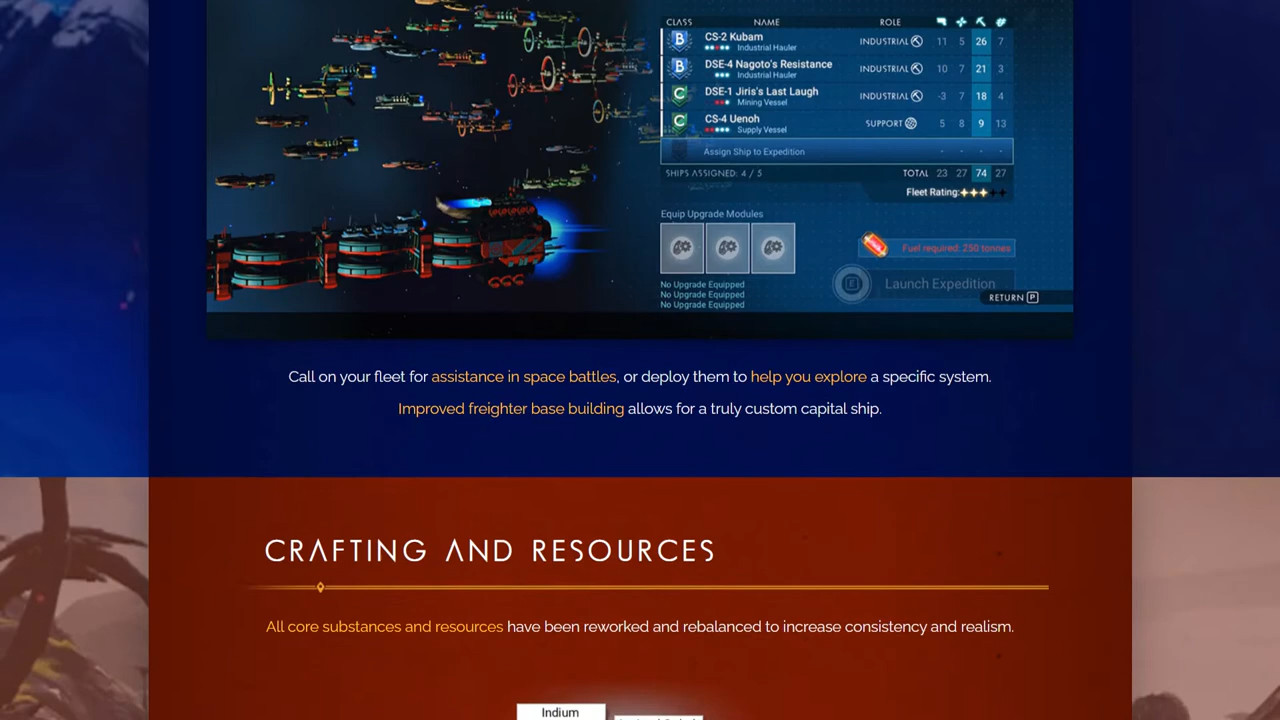 CLASS NAME ROLE
B CS-2 Kubam INDUSTRIAL 11 5 26 7
Industrial Hauler
B DSE-4 Nagoto's Resistance INDUSTRIAL 10 7 21 3
Industrial Hauler
C DSE-1 Jiris's Last Laugh INDUSTRIAL -3 7 18 4
Mining Vessel
C CS-4 Uenoh SUPPORT 5 8 9 13
Supply Vessel
Assign Ship to Expedition - - - -
SHIPS ASSIGNED: 4 / 5 TOTAL 23 27 74 27
Fleet Rating:
Equip Upgrade Modules
Fuel required: 250 tonnes
No Upgrade Equipped
No Upgrade Equipped
No Upgrade Equipped
E Launch Expedition
RETURN P
Call on your fleet for assistance in space battles, or deploy them to help you explore a specific system.
Improved freighter base building allows for a truly custom capital ship.
CRAFTING AND RESOURCES
All core substances and resources have been reworked and rebalanced to increase consistency and realism.
Indium